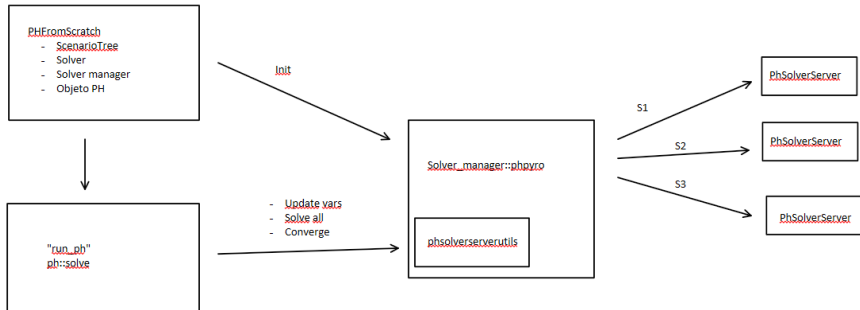 PHFromScratch
- ScenarioTree
- Solver
- Solver manager
- Objeto PH
Init
"run_ph"
ph::solve
- Update vars
- Solve all
- Converge
Solver_manager::phpyro
phsolverserverutils
S1
S2
S3
PhSolverServer
PhSolverServer
PhSolverServer